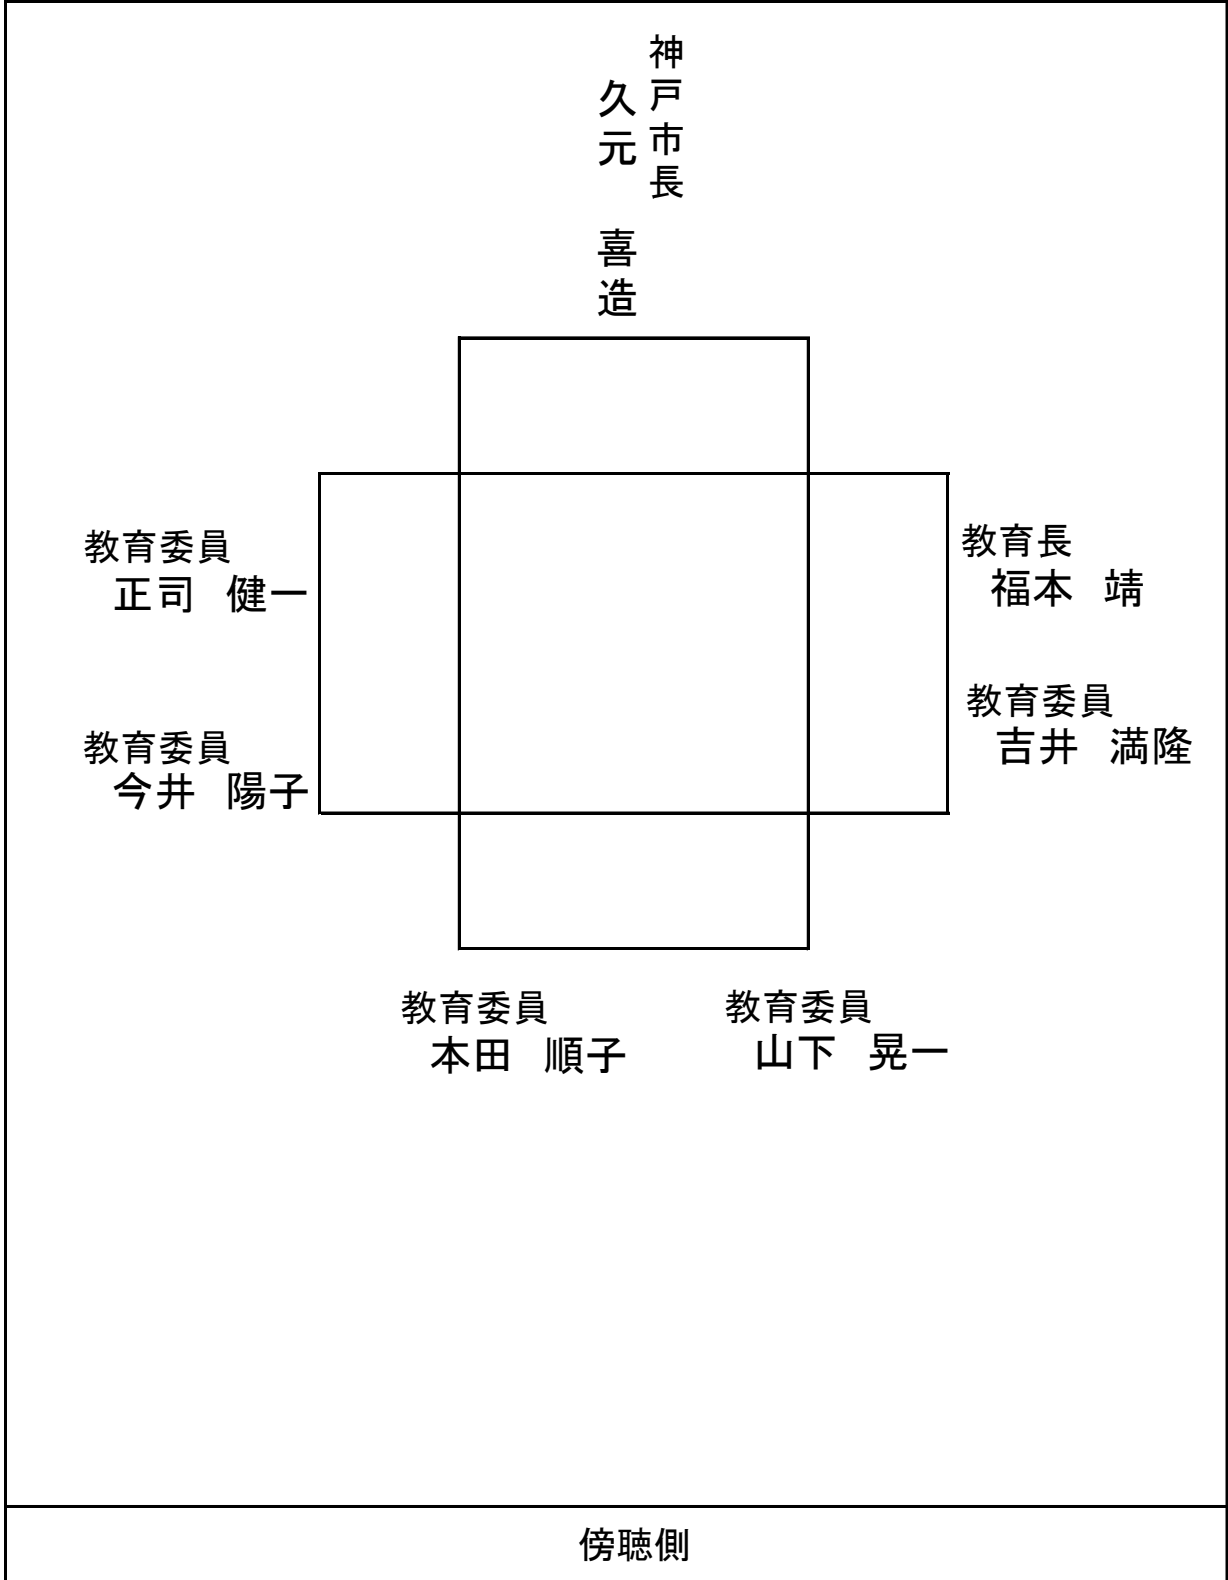 神戸市長
久元　喜造
教育委員
正司　健一
教育長
福本　靖
教育委員
今井　陽子
教育委員
吉井　満隆
教育委員
本田　順子
教育委員
山下　晃一
傍聴側